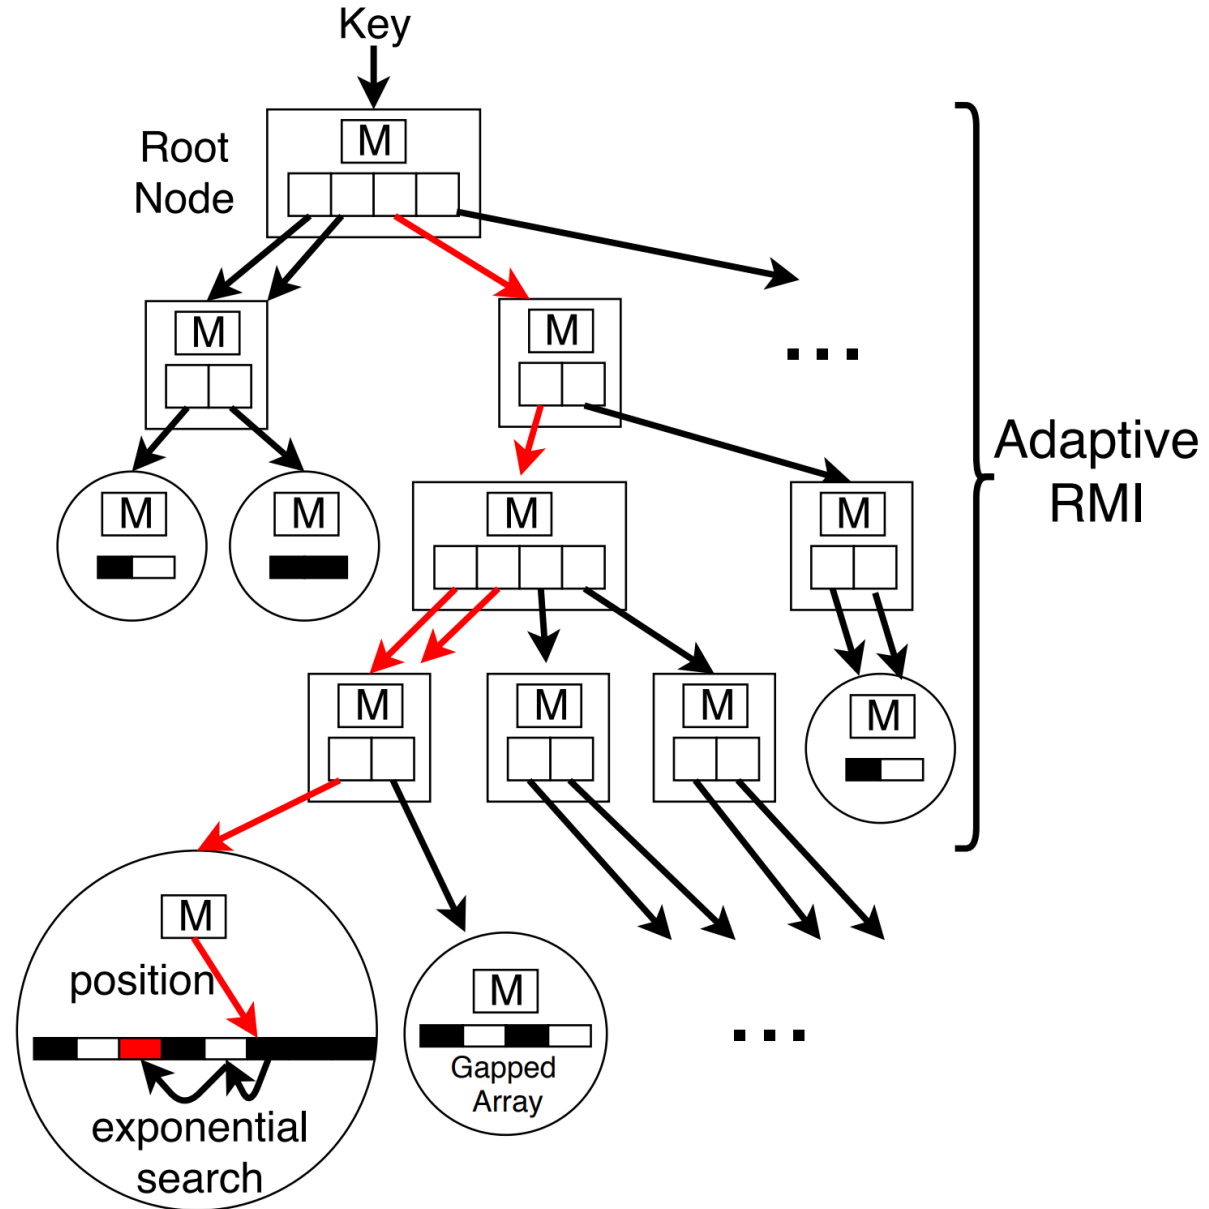 Key
Root
Node
M
M
M
...
Adaptive
RMI
M
M
M
M
M
M
M
M
M
position
exponential
search
M
Gapped
Array
...